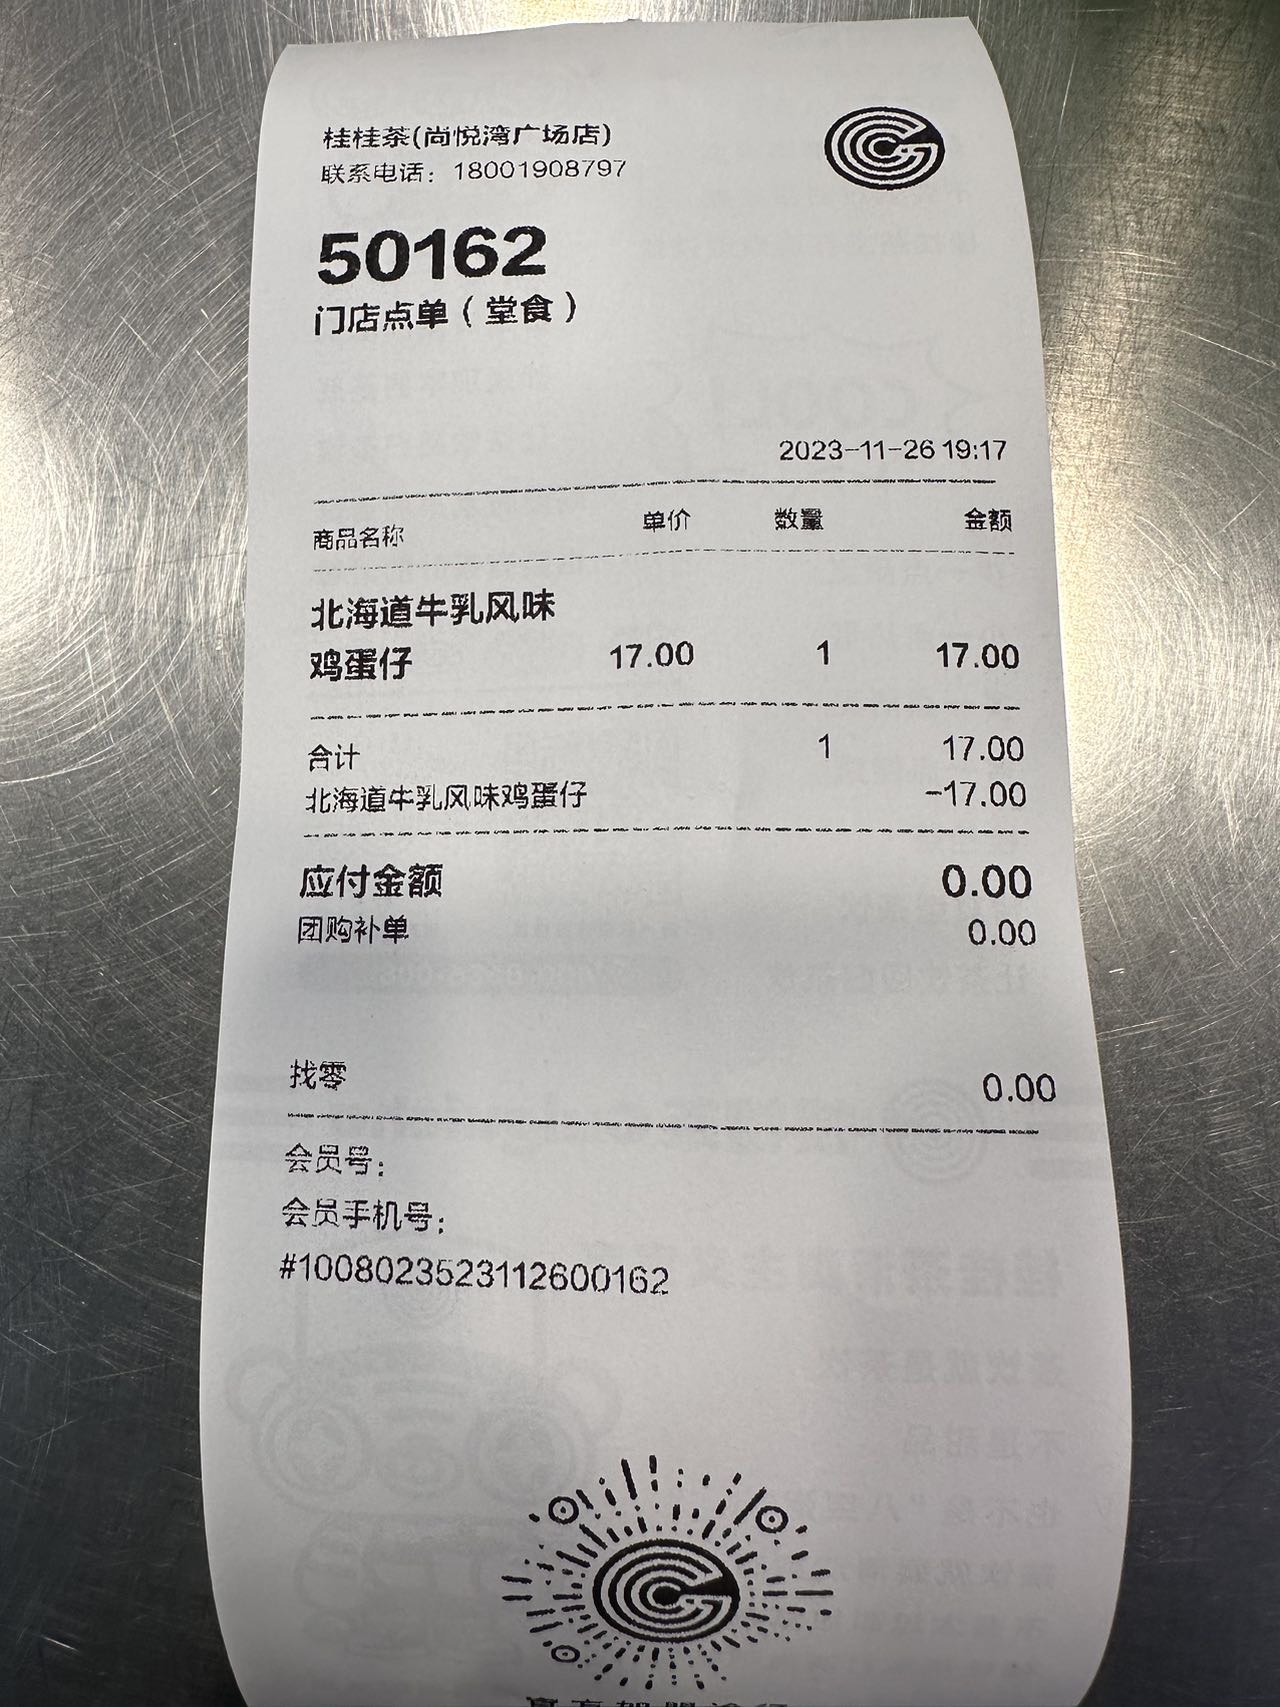 桂桂茶(尚悦湾广场店)
联系电话：18001908797
50162
门店点单（堂食）
2023-11-26 19:17
商品名称 单价 数量 金额
北海道牛乳风味
鸡蛋仔 17.00 1 17.00
合计 1 17.00
北海道牛乳风味鸡蛋仔 -17.00
应付金额 0.00
团购补单 0.00
找零 0.00
会员号：
会员手机号：
#1008023523112600162